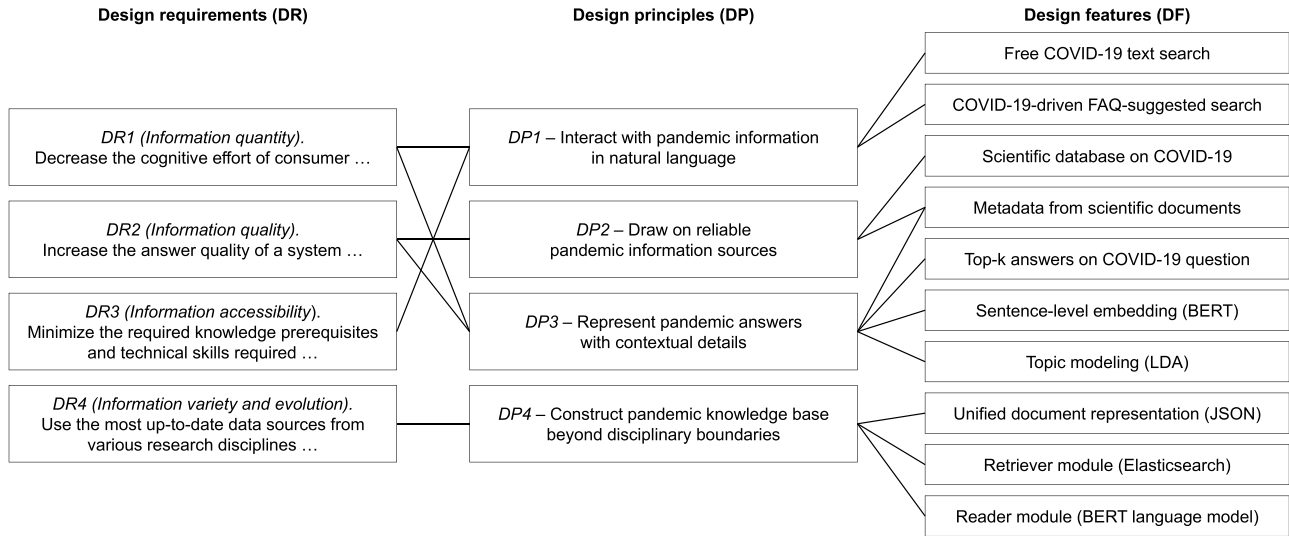 Design requirements (DR)
Design principles (DP)
Design features (DF)
DR1 (Information quantity).
Decrease the cognitive effort of consumer …
DR2 (Information quality).
Increase the answer quality of a system …
DR3 (Information accessibility).
Minimize the required knowledge prerequisites
and technical skills required …
DR4 (Information variety and evolution).
Use the most up-to-date data sources from
various research disciplines …
DP1 – Interact with pandemic information
in natural language
DP2 – Draw on reliable
pandemic information sources
DP3 – Represent pandemic answers
with contextual details
DP4 – Construct pandemic knowledge base
beyond disciplinary boundaries
Free COVID-19 text search
COVID-19-driven FAQ-suggested search
Scientific database on COVID-19
Metadata from scientific documents
Top-k answers on COVID-19 question
Sentence-level embedding (BERT)
Topic modeling (LDA)
Unified document representation (JSON)
Retriever module (Elasticsearch)
Reader module (BERT language model)